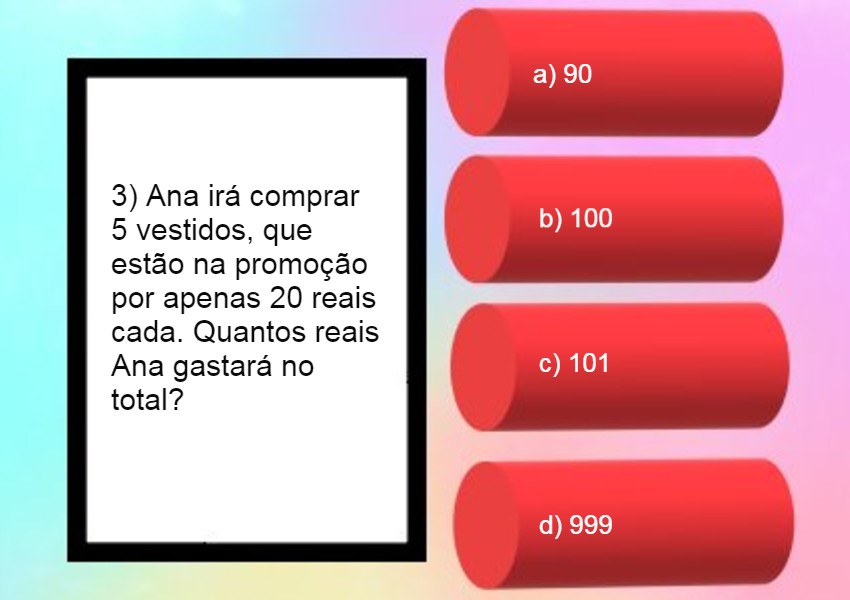 3) Ana irá comprar
5 vestidos, que
estão na promoção
por apenas 20 reais
cada. Quantos reais
Ana gastará no
total?
a) 90
b) 100
c) 101
d) 999